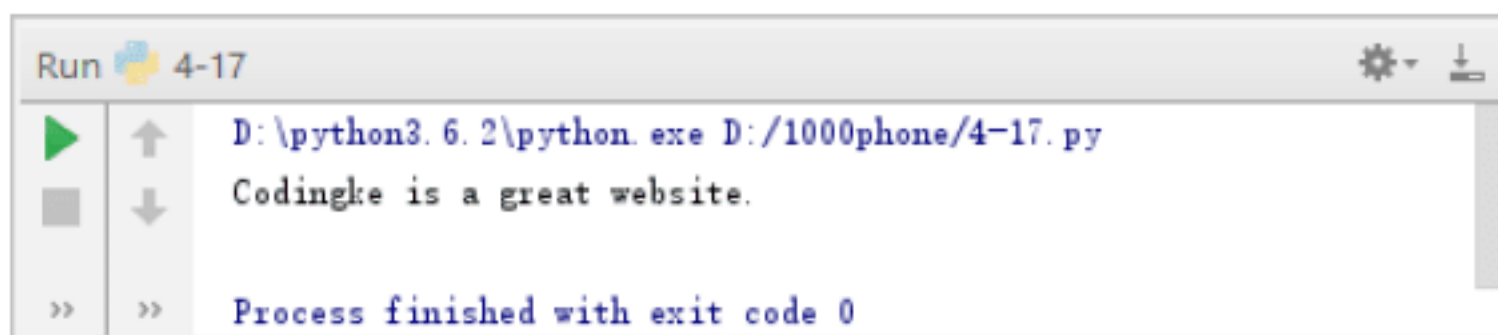 Run 4-17
D:\python3.6.2\python.exe D:/1000phone/4-17.py
Codingke is a great website.
Process finished with exit code 0